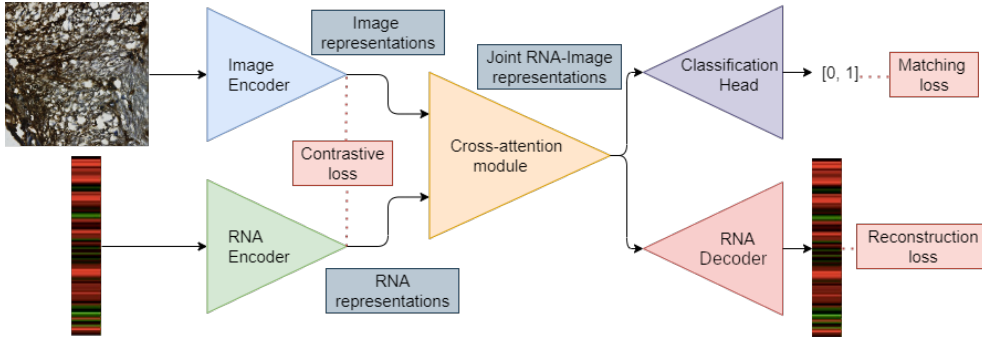 Image
representations
Image
Encoder
Contrastive
loss
RNA
Encoder
RNA
representations
Cross-attention
module
Joint RNA-Image
representations
Classification
Head
[0, 1]
Matching
loss
RNA
Decoder
Reconstruction
loss